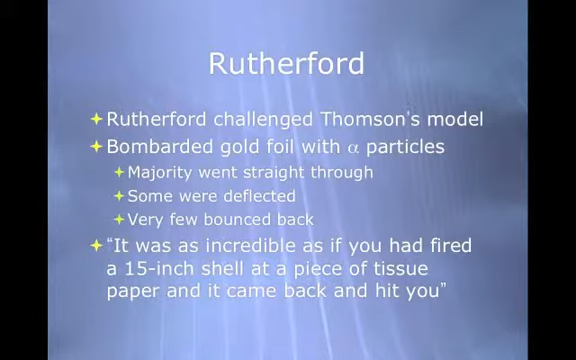 Rutherford
Rutherford challenged Thomson's model
Bombarded gold foil with α particles
Majority went straight through
Some were deflected
Very few bounced back
“It was as incredible as if you had fired
a 15-inch shell at a piece of tissue
paper and it came back and hit you”